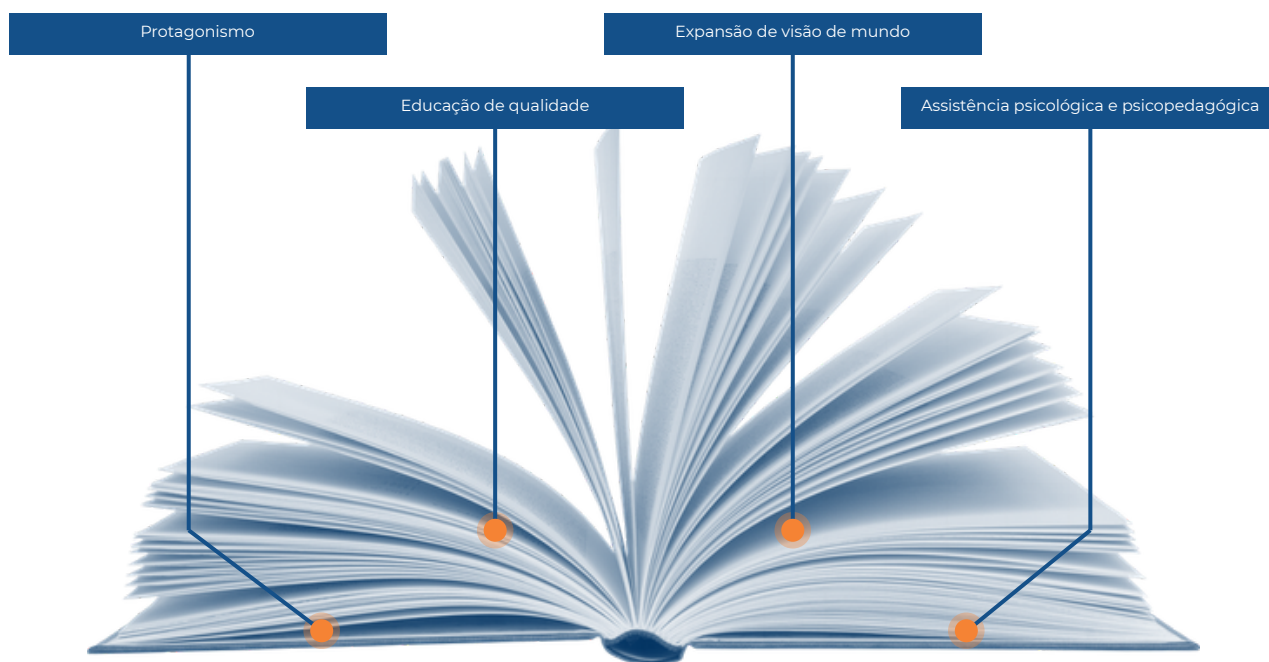 Protagonismo
Expansão de visão de mundo
Educação de qualidade
Assistência psicológica e psicopedagógica